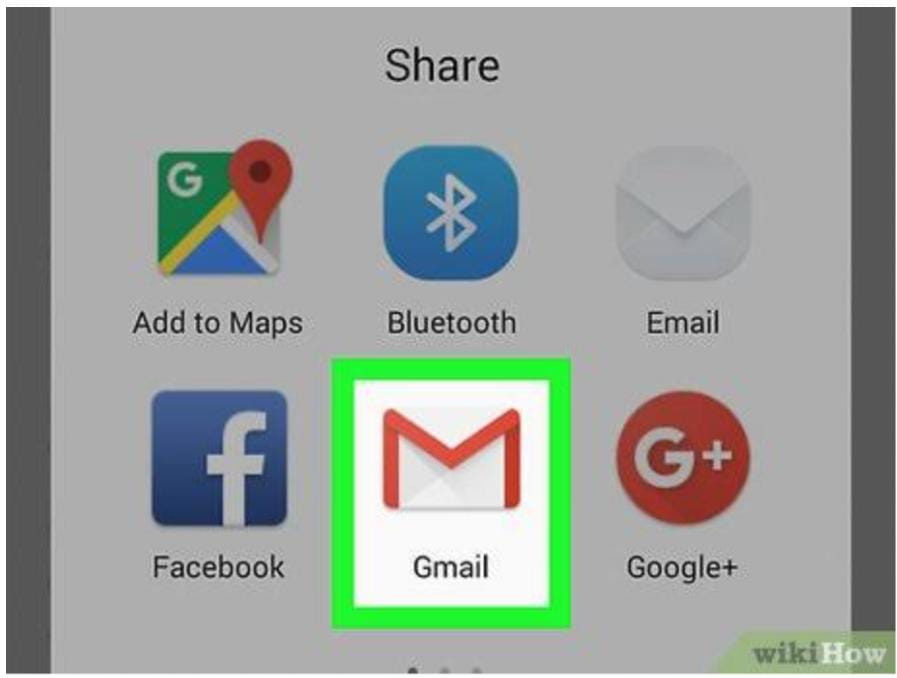 Share
G
Add to Maps
Bluetooth
Email
f
G+
Facebook
Gmail
Google+
wikiHow